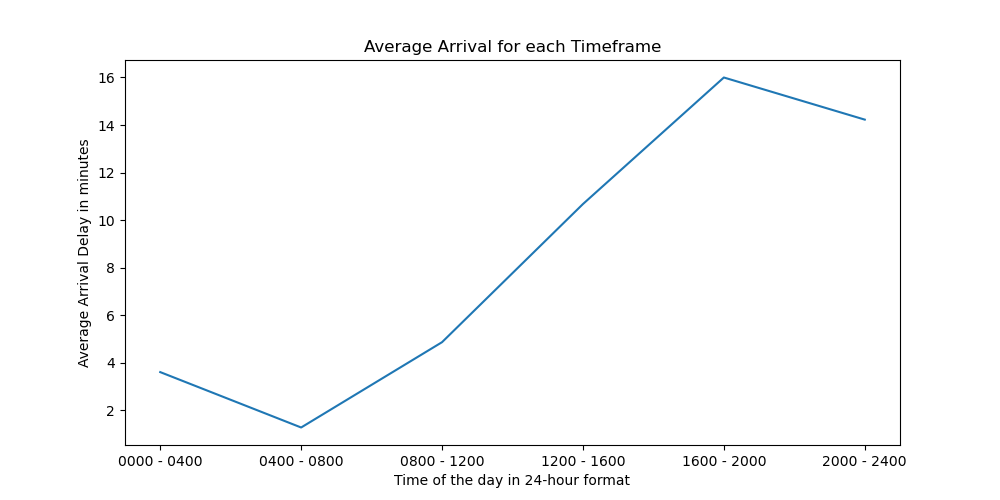 Average Arrival for each Timeframe
Average Arrival Delay in minutes
16
14
12
10
8
6
4
2
0000 - 0400 0400 - 0800 0800 - 1200 1200 - 1600 1600 - 2000 2000 - 2400
Time of the day in 24-hour format